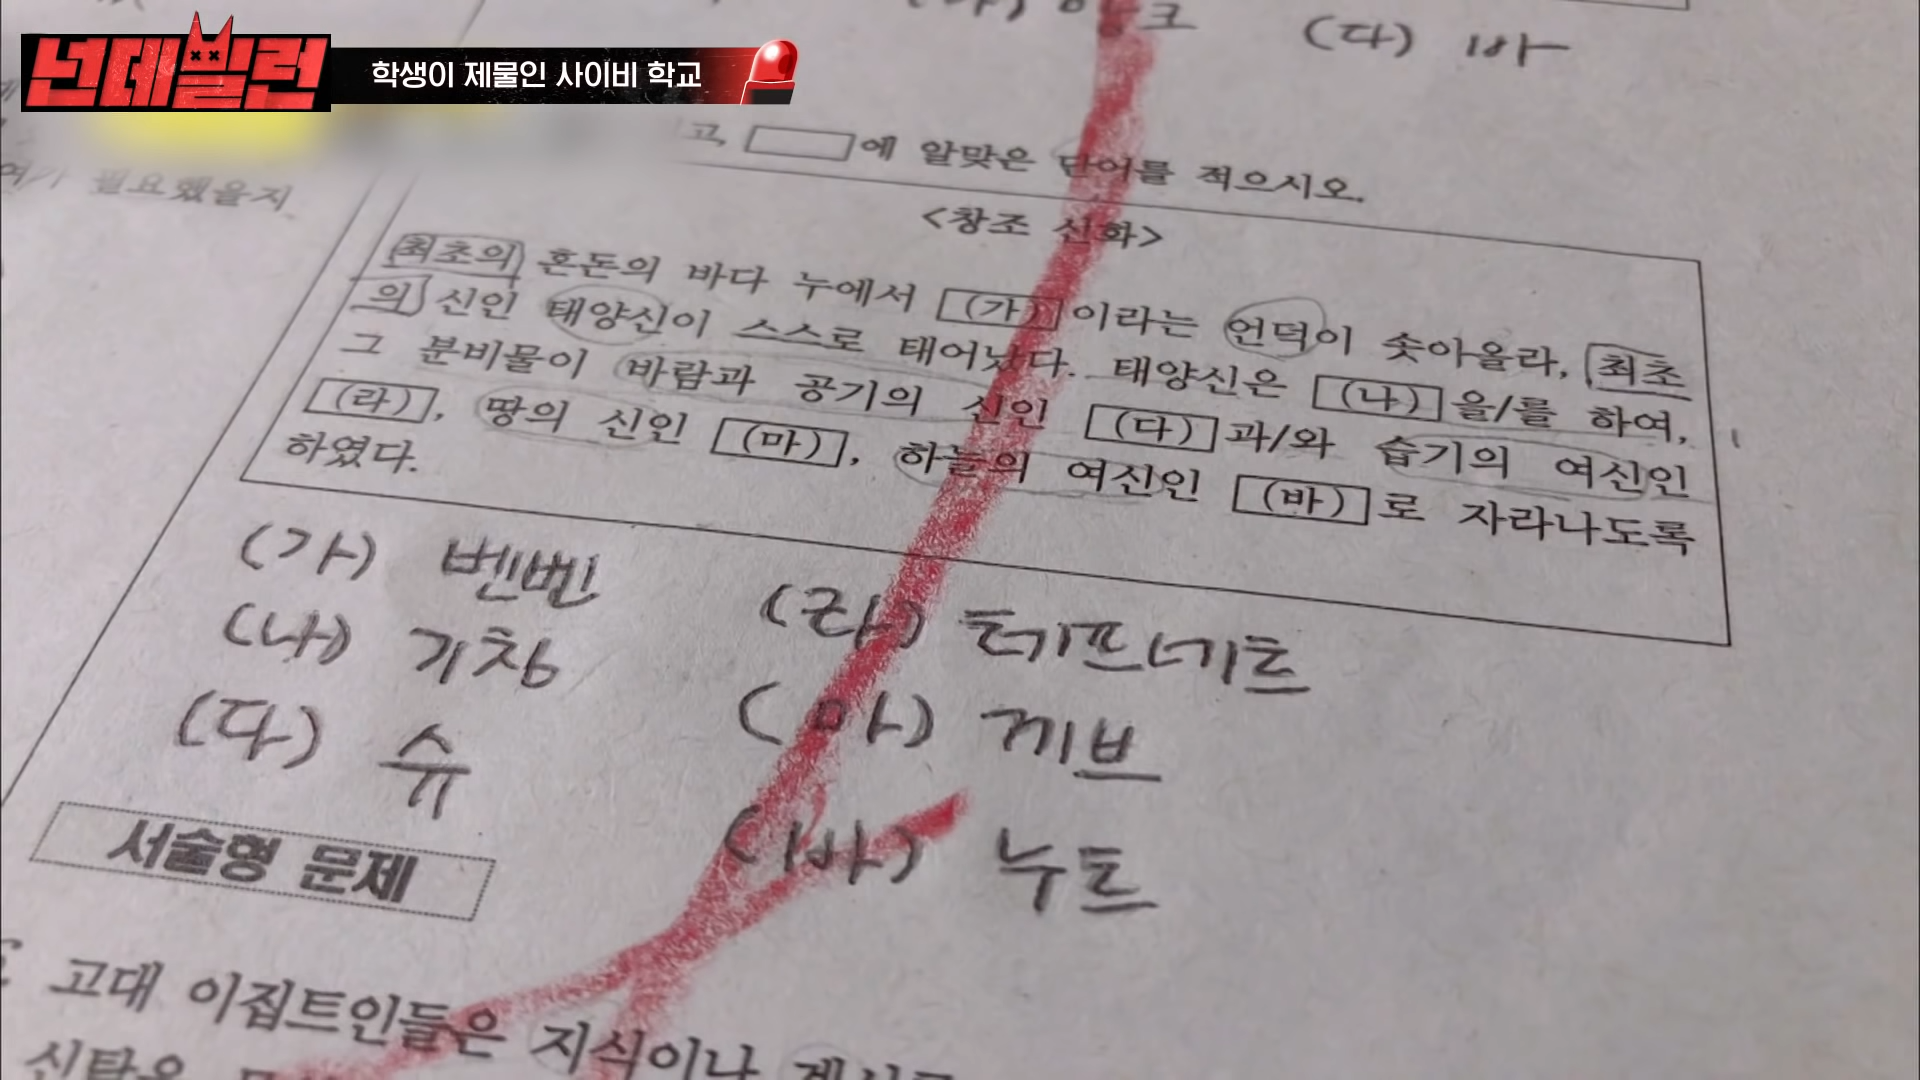 넌데빌런
학생이 제물인 사이비 학교
(다) 바
필요했을지
고, 에 알맞은 단어를 적으시오.
<창조 신화>
최초의 혼돈의 바다 누에서 (가) 이라는 언덕이 솟아올라, 최초
의 신인 태양신이 스스로 태어났다. 태양신은 (나) 을/를 하여,
그 분비물이 바람과 공기의 신인 (다) 과/와 습기의 여신인
(라), 땅의 신인 (마), 하늘의 여신인 (바) 로 자라나도록
하였다.
(가) 벤벤
(나) 기침
(다) 슈
(라) 테프네트
(마) 게브
(바) 누트
서술형 문제
고대 이집트인들은 지식이나